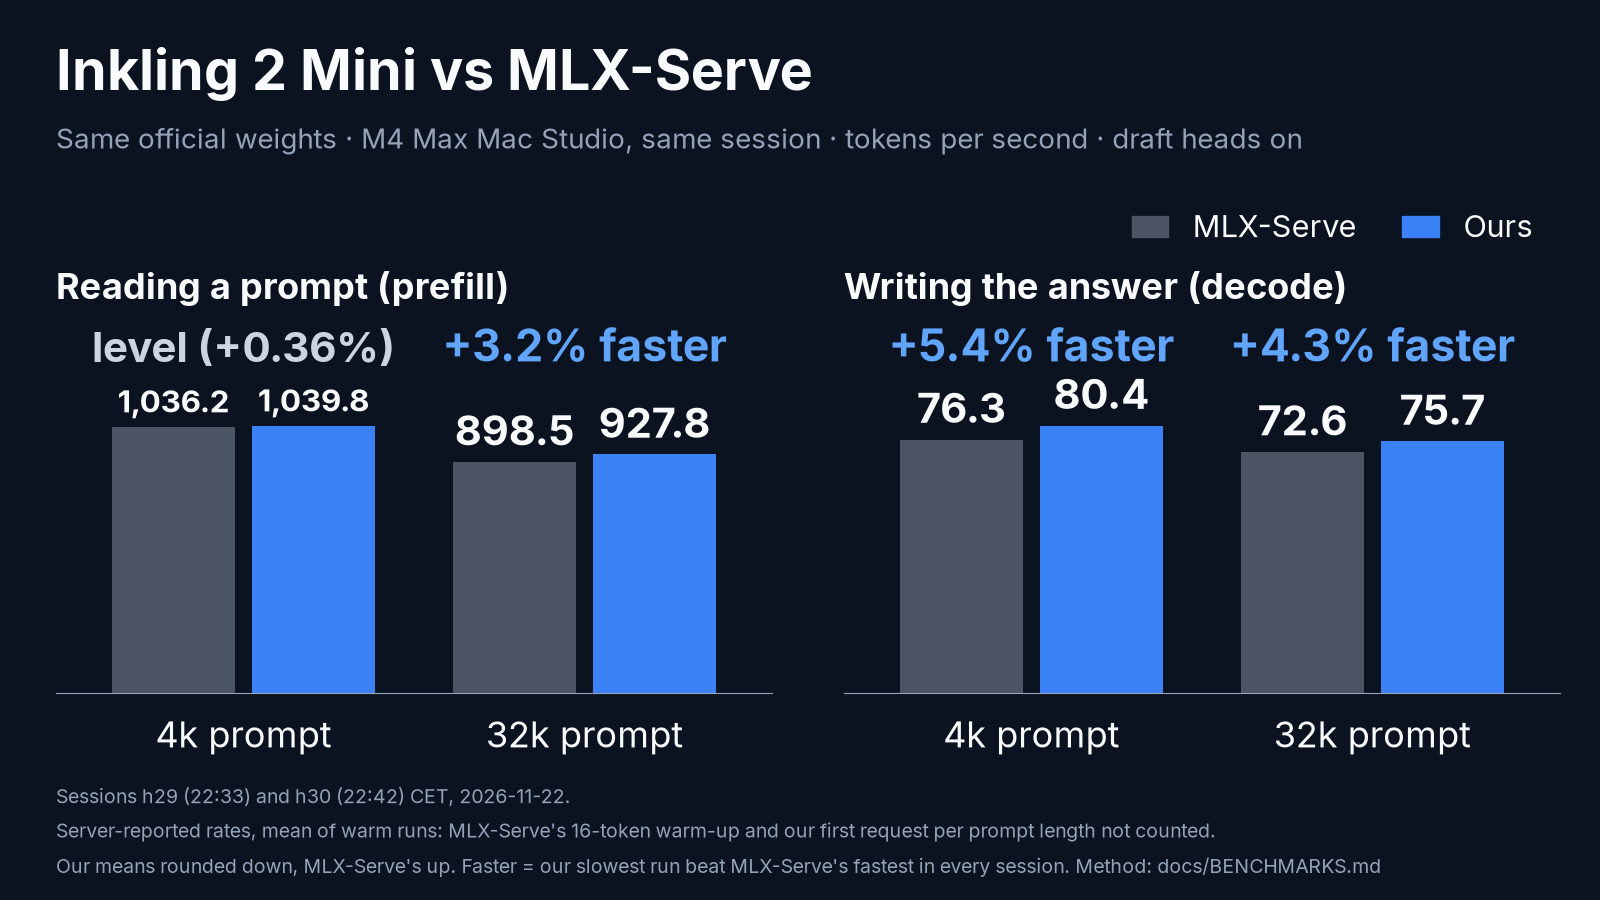 Inkling 2 Mini vs MLX-Serve
Same official weights · M4 Max Mac Studio, same session · tokens per second · draft heads on
MLX-Serve
Ours
Reading a prompt (prefill)
level (+0.36%)
+3.2% faster
1,036.2
1,039.8
898.5
927.8
4k prompt
32k prompt
Writing the answer (decode)
+5.4% faster
+4.3% faster
76.3
80.4
72.6
75.7
4k prompt
32k prompt
Sessions h29 (22:33) and h30 (22:42) CET, 2026-11-22.
Server-reported rates, mean of warm runs: MLX-Serve's 16-token warm-up and our first request per prompt length not counted.
Our means rounded down, MLX-Serve's up. Faster = our slowest run beat MLX-Serve's fastest in every session. Method: docs/BENCHMARKS.md